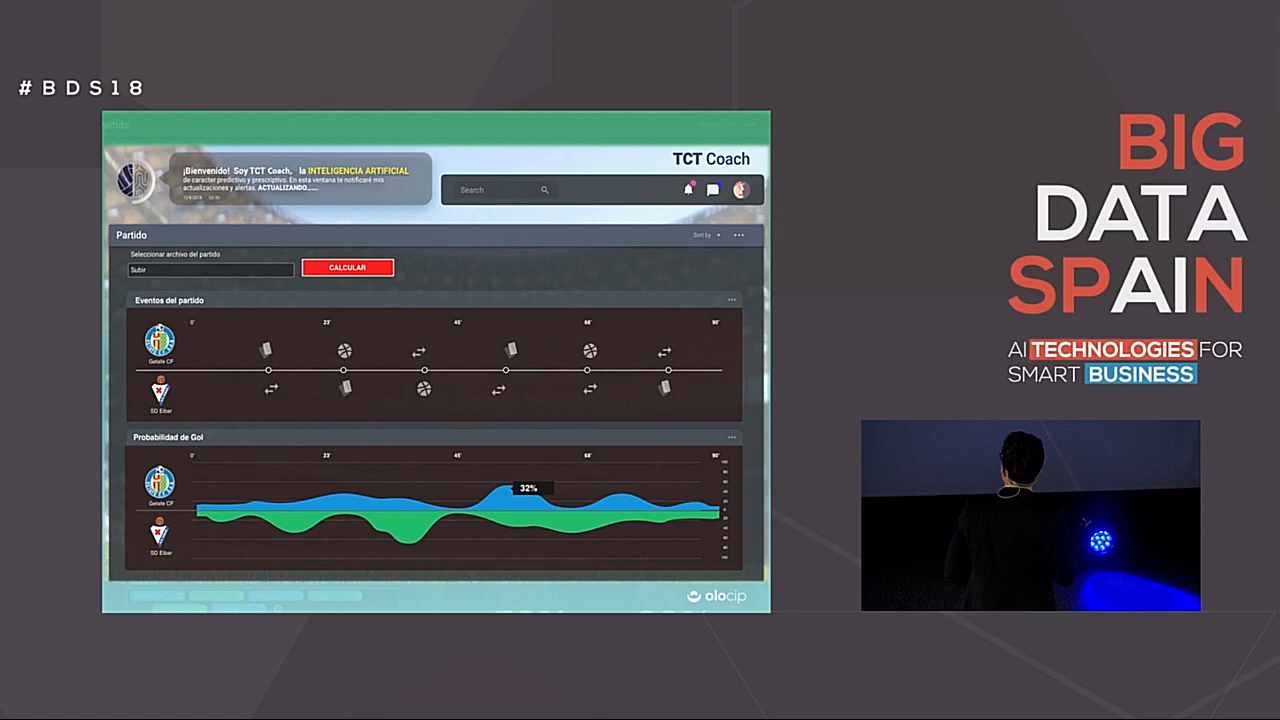 #BDS18
BIG
DATA
SPAIN
AI TECHNOLOGIES FOR
SMART BUSINESS
TCT Coach
¡Bienvenido! Soy TCT Coach, la INTELIGENCIA ARTIFICIAL
de caracter predictivo y prescriptivo. En esta ventana te notificaré mis
actualizaciones y alertas. ACTUALIZANDO......
Search
Partido
Sort by
Seleccionar archivo del partido
Subir
CALCULAR
Eventos del partido
0' 23' 45' 68' 90'
Getafe CF
SD Eibar
Probabilidad de Gol
0' 23' 45' 68' 90'
Getafe CF
32%
SD Eibar
olocip